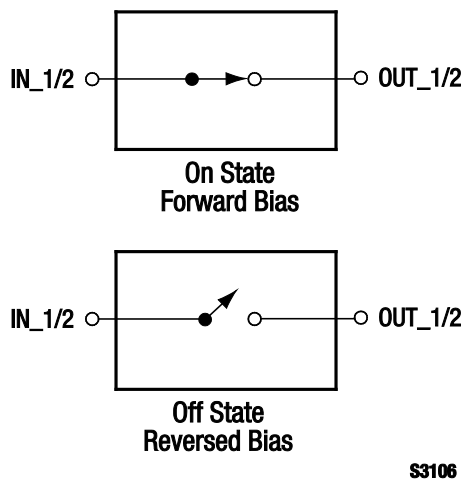 IN_1/2 OUT_1/2
On State
Forward Bias
IN_1/2 OUT_1/2
Off State
Reversed Bias
S3106